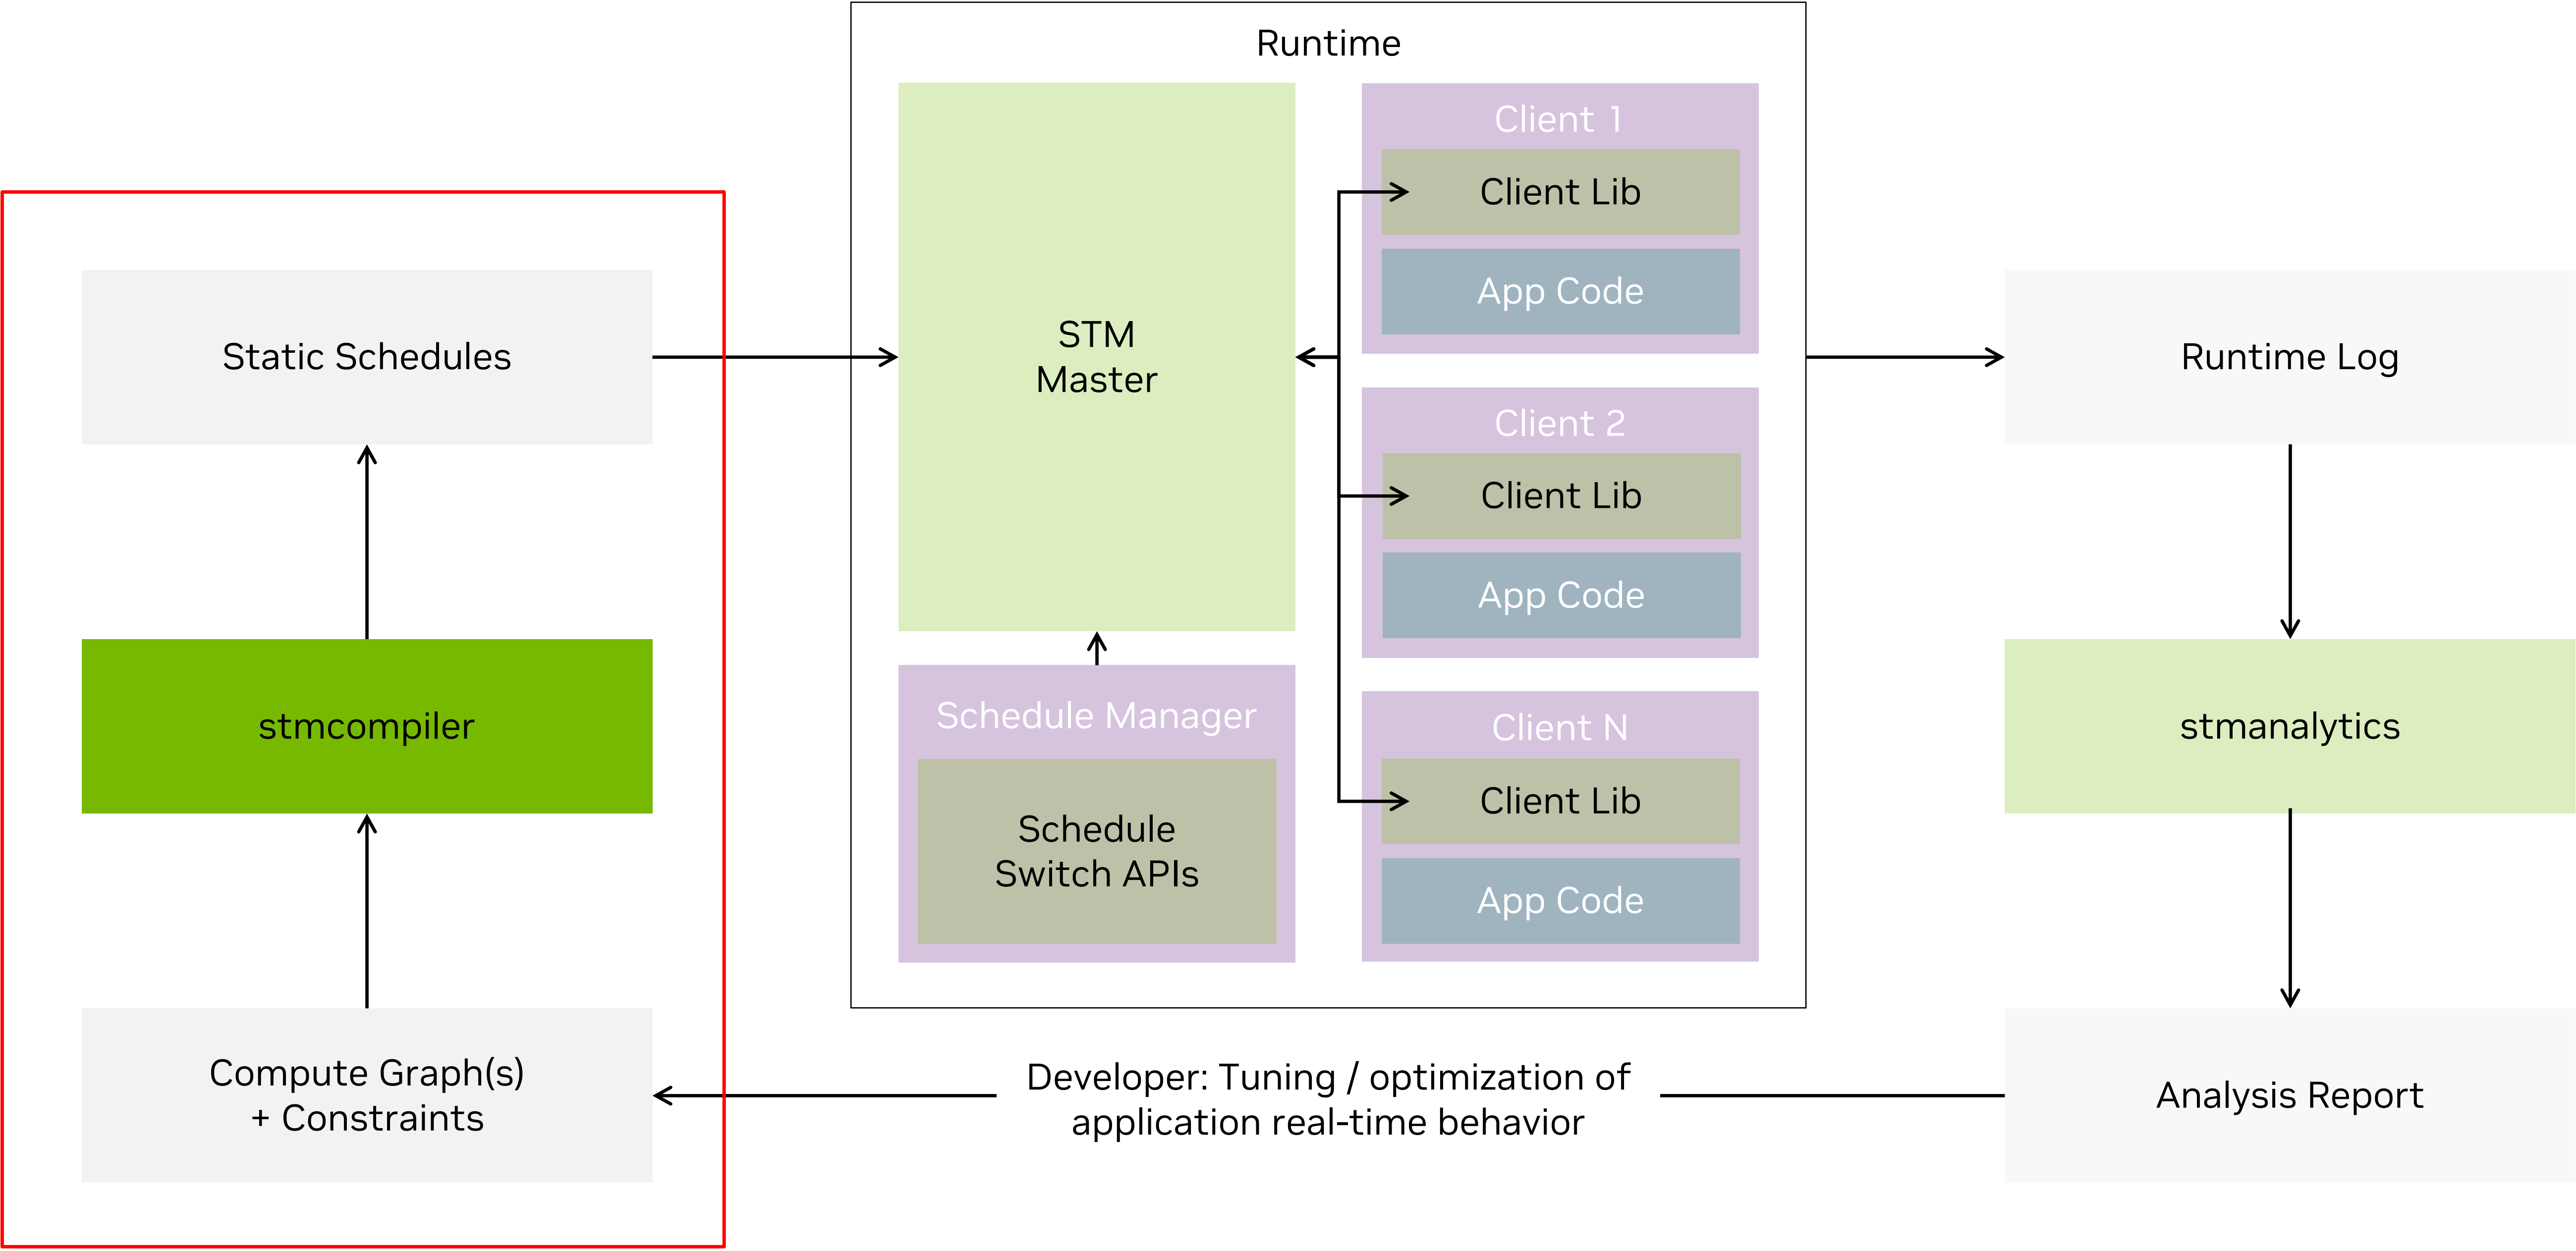 Runtime
Static Schedules
stmcompiler
Compute Graph(s)
+ Constraints
STM
Master
Schedule Manager
Schedule
Switch APIs
Client 1
Client Lib
App Code
Client 2
Client Lib
App Code
Client N
Client Lib
App Code
Runtime Log
stmanalytics
Analysis Report
Developer: Tuning / optimization of
application real-time behavior